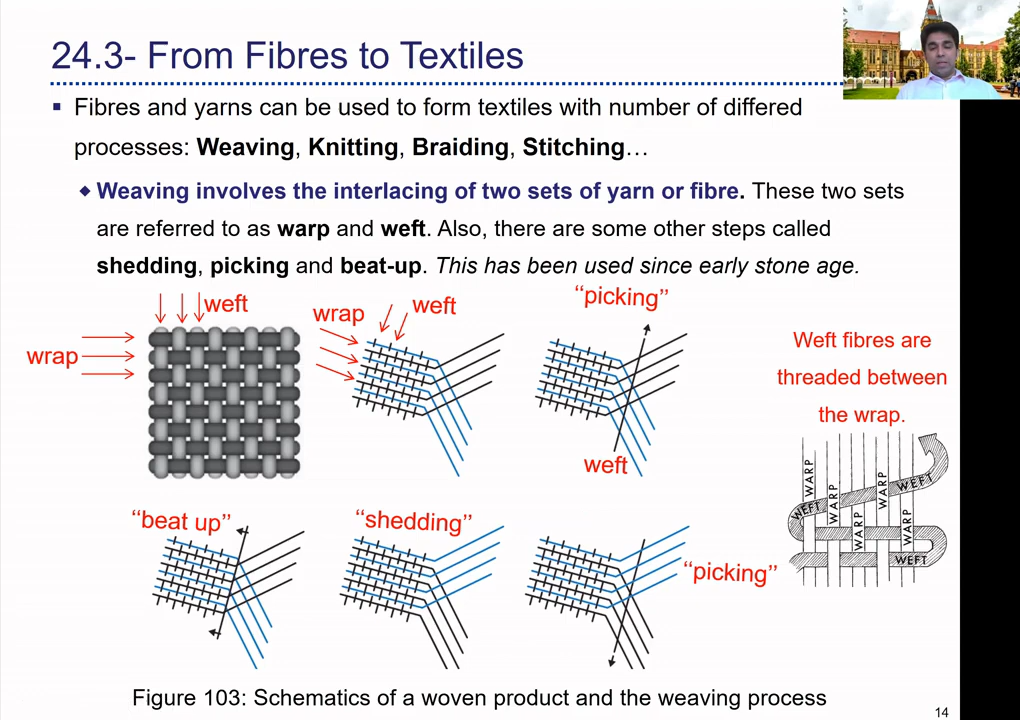 24.3- From Fibres to Textiles
▪ Fibres and yarns can be used to form textiles with number of differed
processes: Weaving, Knitting, Braiding, Stitching…
◆ Weaving involves the interlacing of two sets of yarn or fibre. These two sets
are referred to as warp and weft. Also, there are some other steps called
shedding, picking and beat-up. This has been used since early stone age.
weft
wrap
wrap
weft
“picking”
weft
Weft fibres are
threaded between
the wrap.
WARP
WARP
WARP
WEFT
WEFT
WARP
WARP
WEFT
“beat up”
“shedding”
“picking”
Figure 103: Schematics of a woven product and the weaving process
14